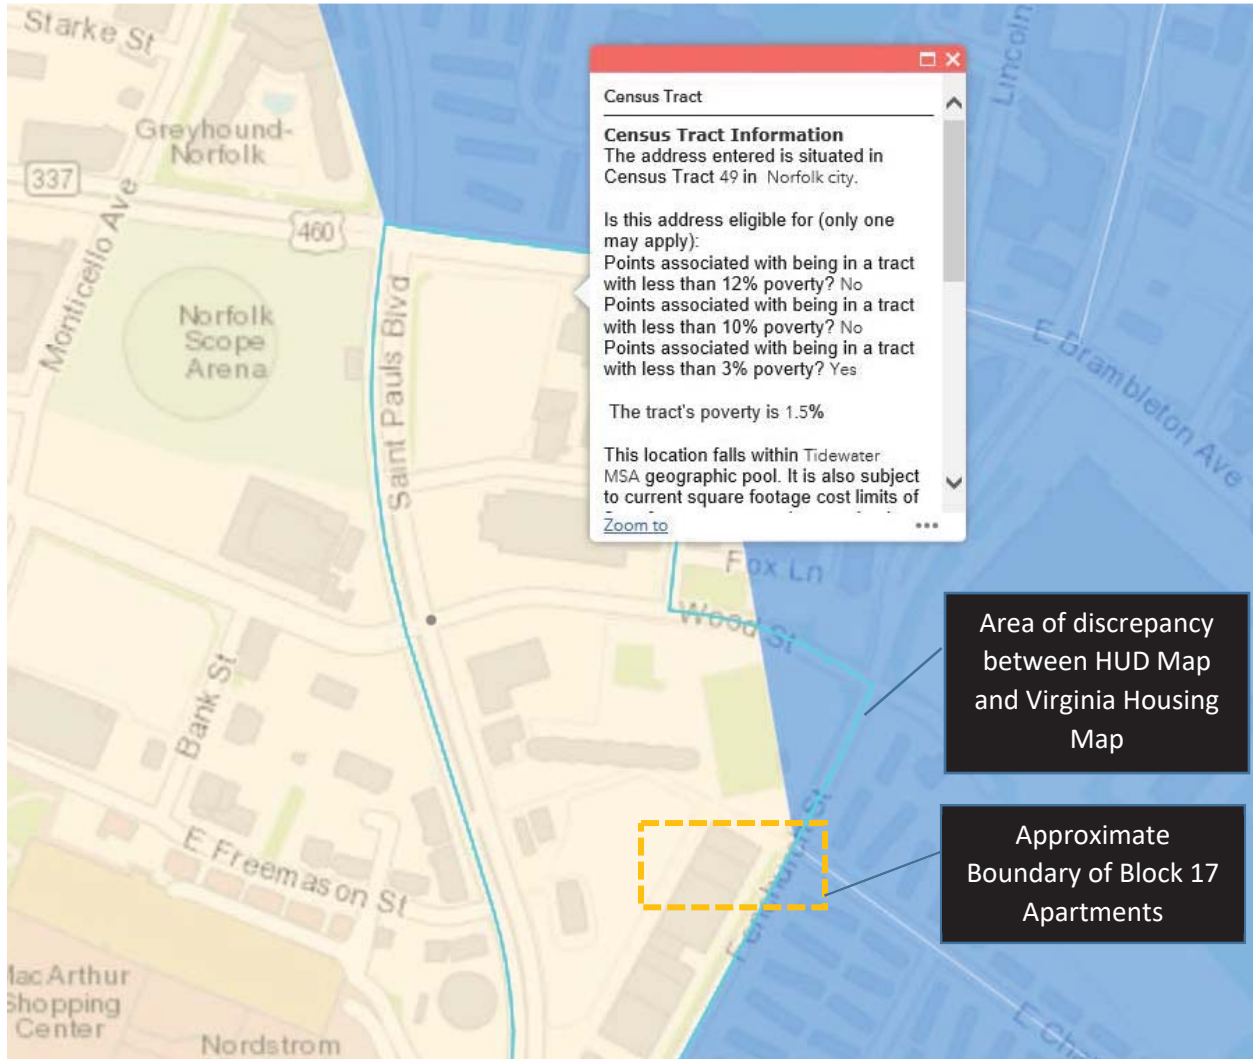 Starke St
Greyhound-
Norfolk
337
460
Monticello Ave
Norfolk
Scope
Arena
Saint Pauls Blvd
Lincoln
Census Tract
Census Tract Information
The address entered is situated in
Census Tract 49 in Norfolk city.
Is this address eligible for (only one
may apply):
Points associated with being in a tract
with less than 12% poverty? No
Points associated with being in a tract
with less than 10% poverty? No
Points associated with being in a tract
with less than 3% poverty? Yes
The tract's poverty is 1.5%
This location falls within Tidewater
MSA geographic pool. It is also subject
to current square footage cost limits of
Zoom to
E Brambleton Ave
Fox Ln
Wood St
Area of discrepancy
between HUD Map
and Virginia Housing
Map
Approximate
Boundary of Block 17
Apartments
Bank St
E Freemason St
MacArthur
Shopping
Center
Nordstrom
E Cha